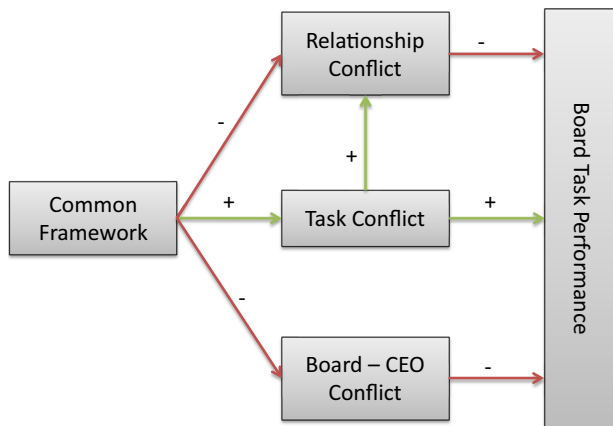 Relationship
Conflict
-
-
+
Common
Framework
+
Task Conflict
+
Board Task Performance
-
Board – CEO
Conflict
-